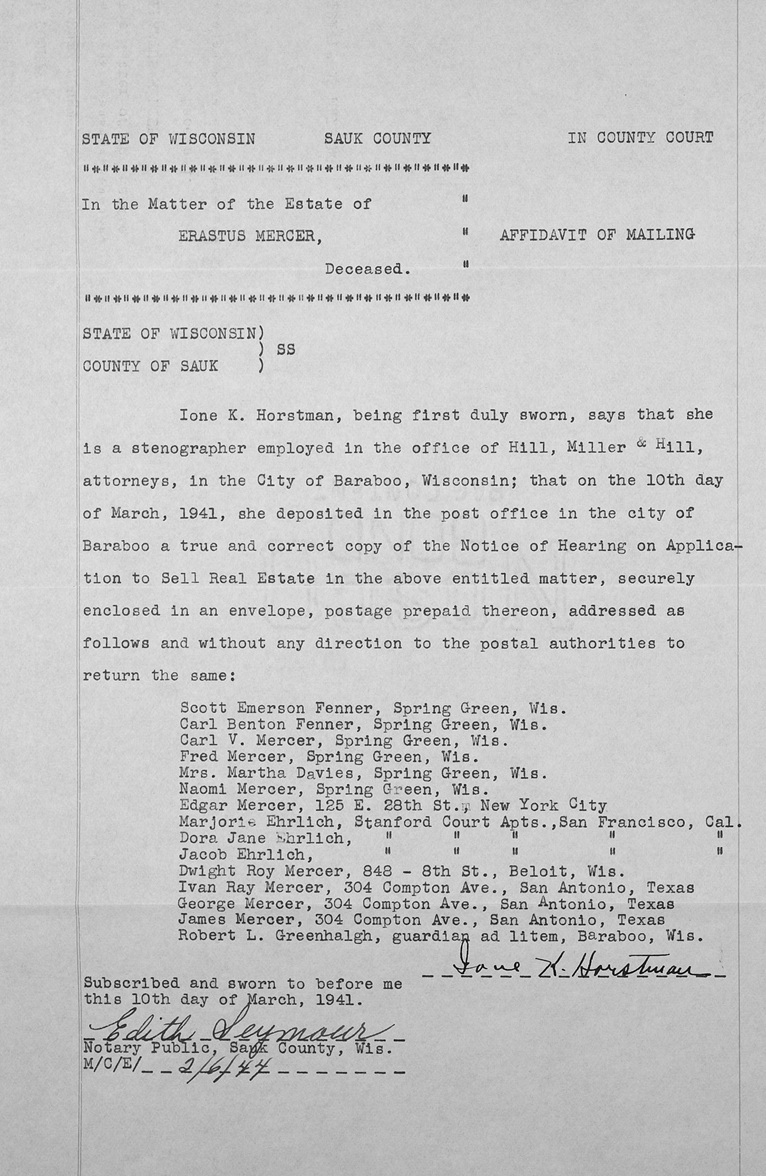 STATE OF WISCONSIN SAUK COUNTY IN COUNTY COURT
"*"*"*"*"*"*"*"*"*"*"*"*"*"*"*"*"*"*"*"*
In the Matter of the Estate of "
ERASTUS MERCER, " AFFIDAVIT OF MAILING
Deceased. "
"*"*"*"*"*"*"*"*"*"*"*"*"*"*"*"*"*"*"*"*
STATE OF WISCONSIN)
) SS
COUNTY OF SAUK )
Ione K. Horstman, being first duly sworn, says that she
is a stenographer employed in the office of Hill, Miller & Hill,
attorneys, in the City of Baraboo, Wisconsin; that on the 10th day
of March, 1941, she deposited in the post office in the city of
Baraboo a true and correct copy of the Notice of Hearing on Applica-
tion to Sell Real Estate in the above entitled matter, securely
enclosed in an envelope, postage prepaid thereon, addressed as
follows and without any direction to the postal authorities to
return the same:
Scott Emerson Fenner, Spring Green, Wis.
Carl Benton Fenner, Spring Green, Wis.
Carl V. Mercer, Spring Green, Wis.
Fred Mercer, Spring Green, Wis.
Mrs. Martha Davies, Spring Green, Wis.
Naomi Mercer, Spring Green, Wis.
Edgar Mercer, 125 E. 28th St., New York City
Marjorie Ehrlich, Stanford Court Apts.,San Francisco, Cal.
Dora Jane Ehrlich, " " " " "
Jacob Ehrlich, " " " " "
Dwight Roy Mercer, 848 - 8th St., Beloit, Wis.
Ivan Ray Mercer, 304 Compton Ave., San Antonio, Texas
George Mercer, 304 Compton Ave., San Antonio, Texas
James Mercer, 304 Compton Ave., San Antonio, Texas
Robert L. Greenhalgh, guardian ad litem, Baraboo, Wis.
Ione K. Horstman
Subscribed and sworn to before me
this 10th day of March, 1941.
Edith Seymour
Notary Public, Sauk County, Wis.
M/C/E/ 2/6/44